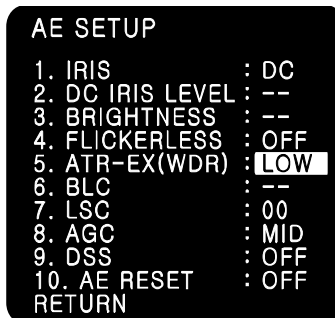 AE SETUP
1. IRIS : DC
2. DC IRIS LEVEL : --
3. BRIGHTNESS : --
4. FLICKERLESS : OFF
5. ATR-EX(WDR) : LOW
6. BLC : --
7. LSC : 00
8. AGC : MID
9. DSS : OFF
10. AE RESET : OFF
RETURN